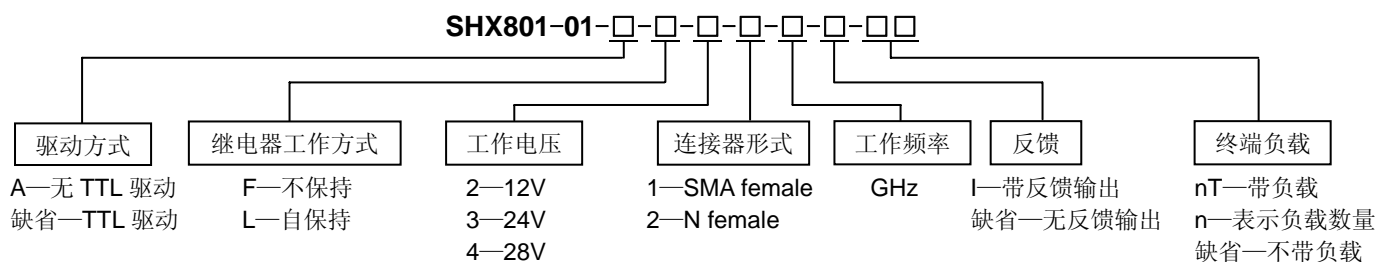 SHX801-01-□-□-□-□-□-□-□□
驱动方式 继电器工作方式 工作电压 连接器形式 工作频率 反馈 终端负载
A—无 TTL 驱动 F—不保持 2—12V 1—SMA female GHz I—带反馈输出 nT—带负载
缺省—TTL 驱动 L—自保持 3—24V 2—N female 缺省—无反馈输出 n—表示负载数量
4—28V 缺省—不带负载